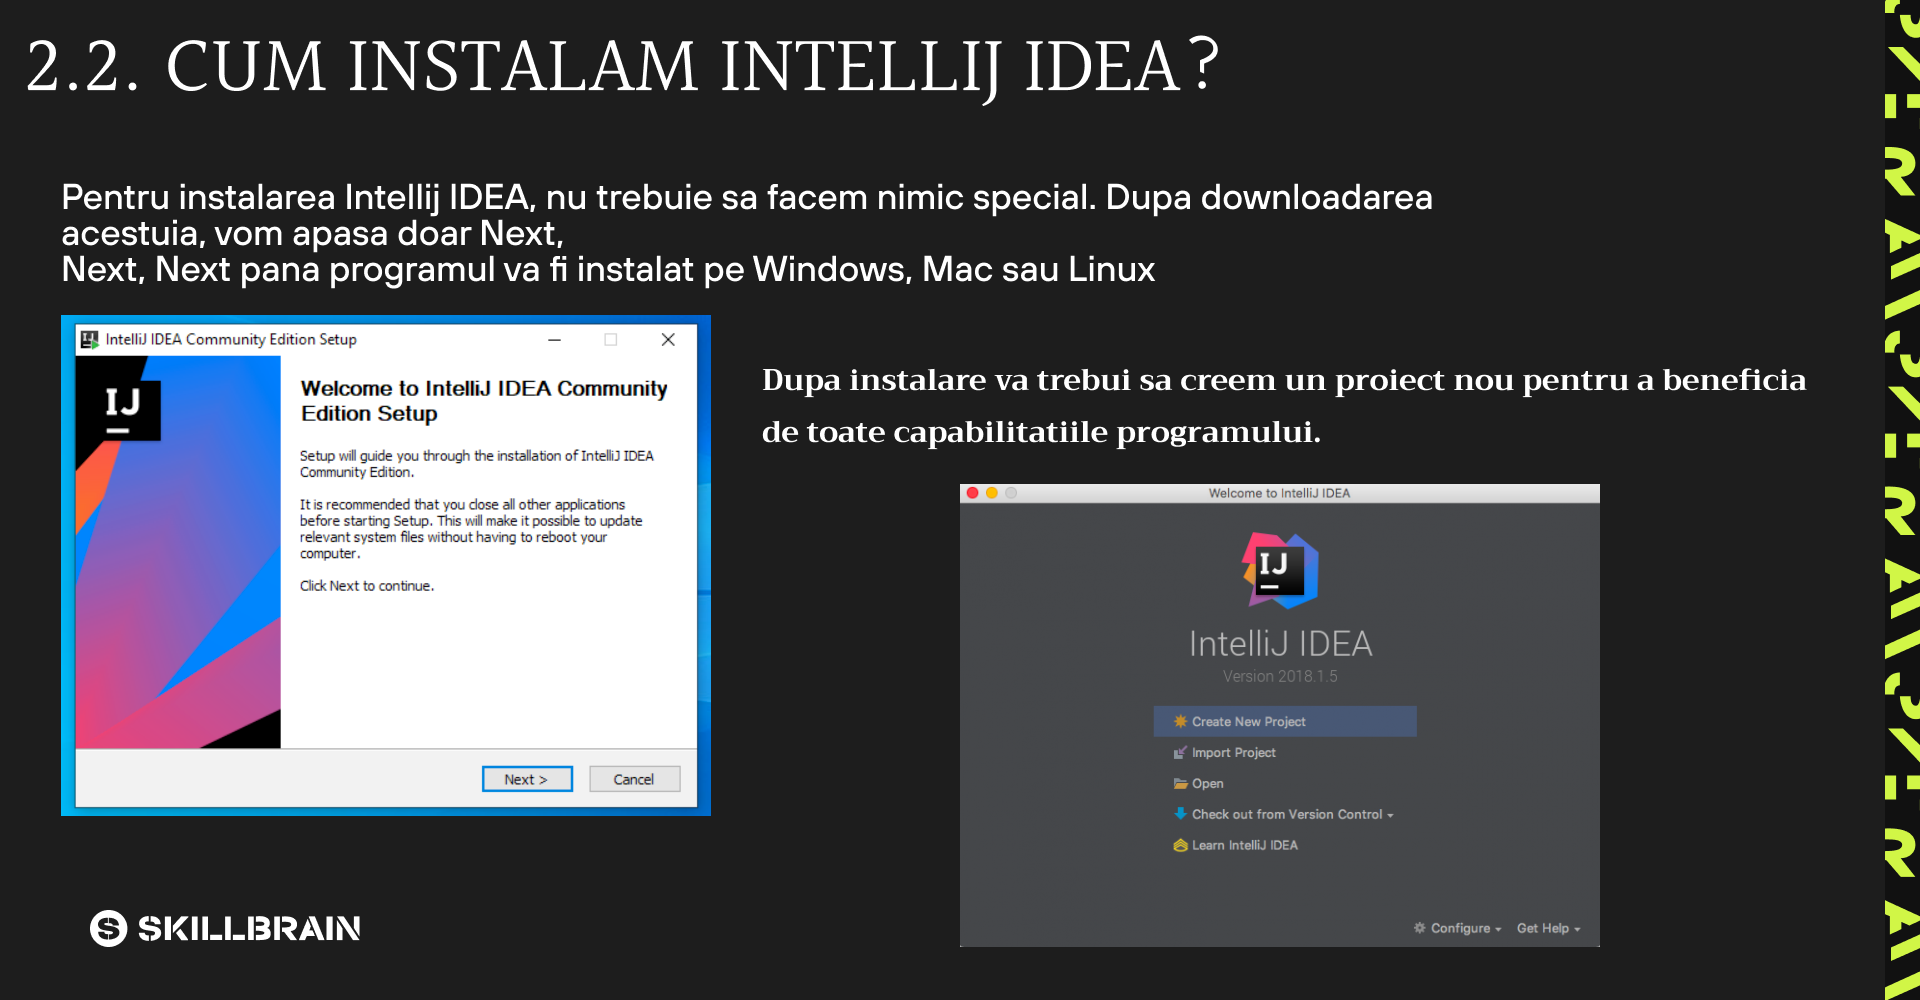 2.2. CUM INSTALAM INTELLIJ IDEA?
Pentru instalarea Intellij IDEA, nu trebuie sa facem nimic special. Dupa downloadarea
acestuia, vom apasa doar Next,
Next, Next pana programul va fi instalat pe Windows, Mac sau Linux
IntelliJ IDEA Community Edition Setup
IJ
Welcome to IntelliJ IDEA Community
Edition Setup
Setup will guide you through the installation of IntelliJ IDEA
Community Edition.
It is recommended that you close all other applications
before starting Setup. This will make it possible to update
relevant system files without having to reboot your
computer.
Click Next to continue.
Next >
Cancel
Dupa instalare va trebui sa creem un proiect nou pentru a beneficia
de toate capabilitatiile programului.
Welcome to IntelliJ IDEA
IJ
IntelliJ IDEA
Version 2018.1.5
Create New Project
Import Project
Open
Check out from Version Control
Learn IntelliJ IDEA
Configure
Get Help
SKILLBRAIN